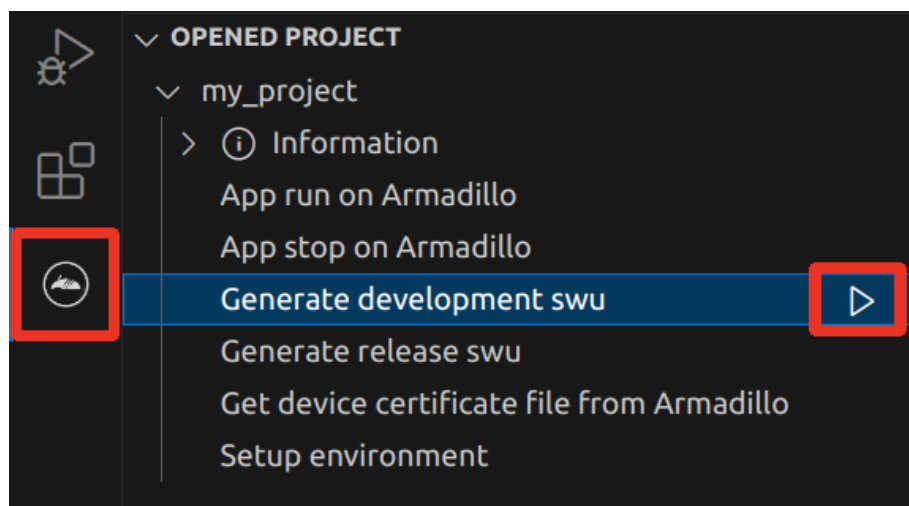 OPENED PROJECT
my_project
Information
App run on Armadillo
App stop on Armadillo
Generate development swu
Generate release swu
Get device certificate file from Armadillo
Setup environment